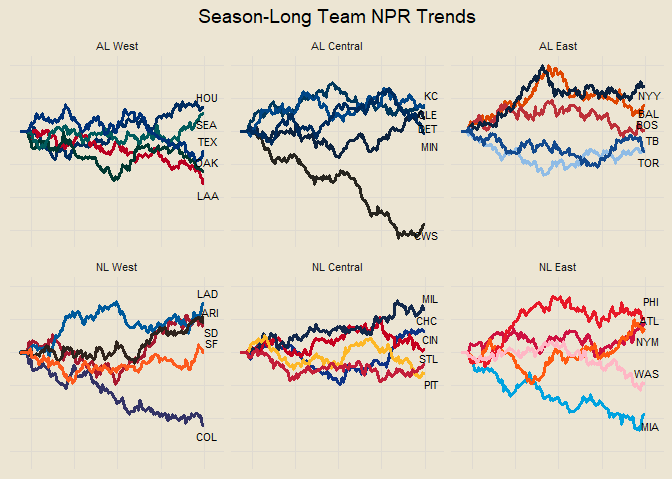 Season-Long Team NPR Trends
AL West
AL Central
AL East
HOU
SEA
TEX
OAK
LAA
KC
CLE
DET
MIN
CWS
NYY
BAL
BOS
TB
TOR
NL West
NL Central
NL East
LAD
ARI
SD
SF
COL
MIL
CHC
CIN
STL
PIT
PHI
ATL
NYM
WAS
MIA